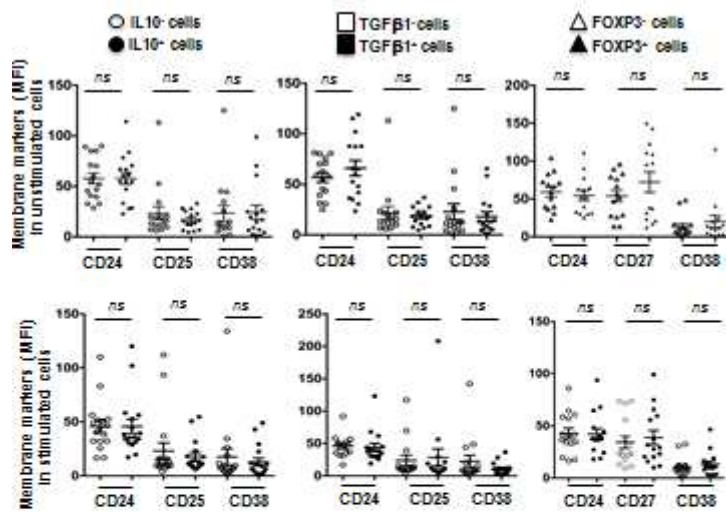 IL10⁻ cells
IL10⁺ cells
TGFβ1⁻ cells
TGFβ1⁺ cells
FOXP3⁻ cells
FOXP3⁺ cells
Membrane markers (MFI)
In unstimulated cells
150
100
50
0
ns ns ns
CD24 CD25 CD38
150
100
50
0
ns ns ns
CD24 CD25 CD38
200
150
100
50
0
ns ns ns
CD24 CD27 CD38
Membrane markers (MFI)
In stimulated cells
150
100
50
0
ns ns ns
CD24 CD25 CD38
250
200
150
100
50
0
ns ns ns
CD24 CD25 CD38
150
100
50
0
ns ns ns
CD24 CD27 CD38